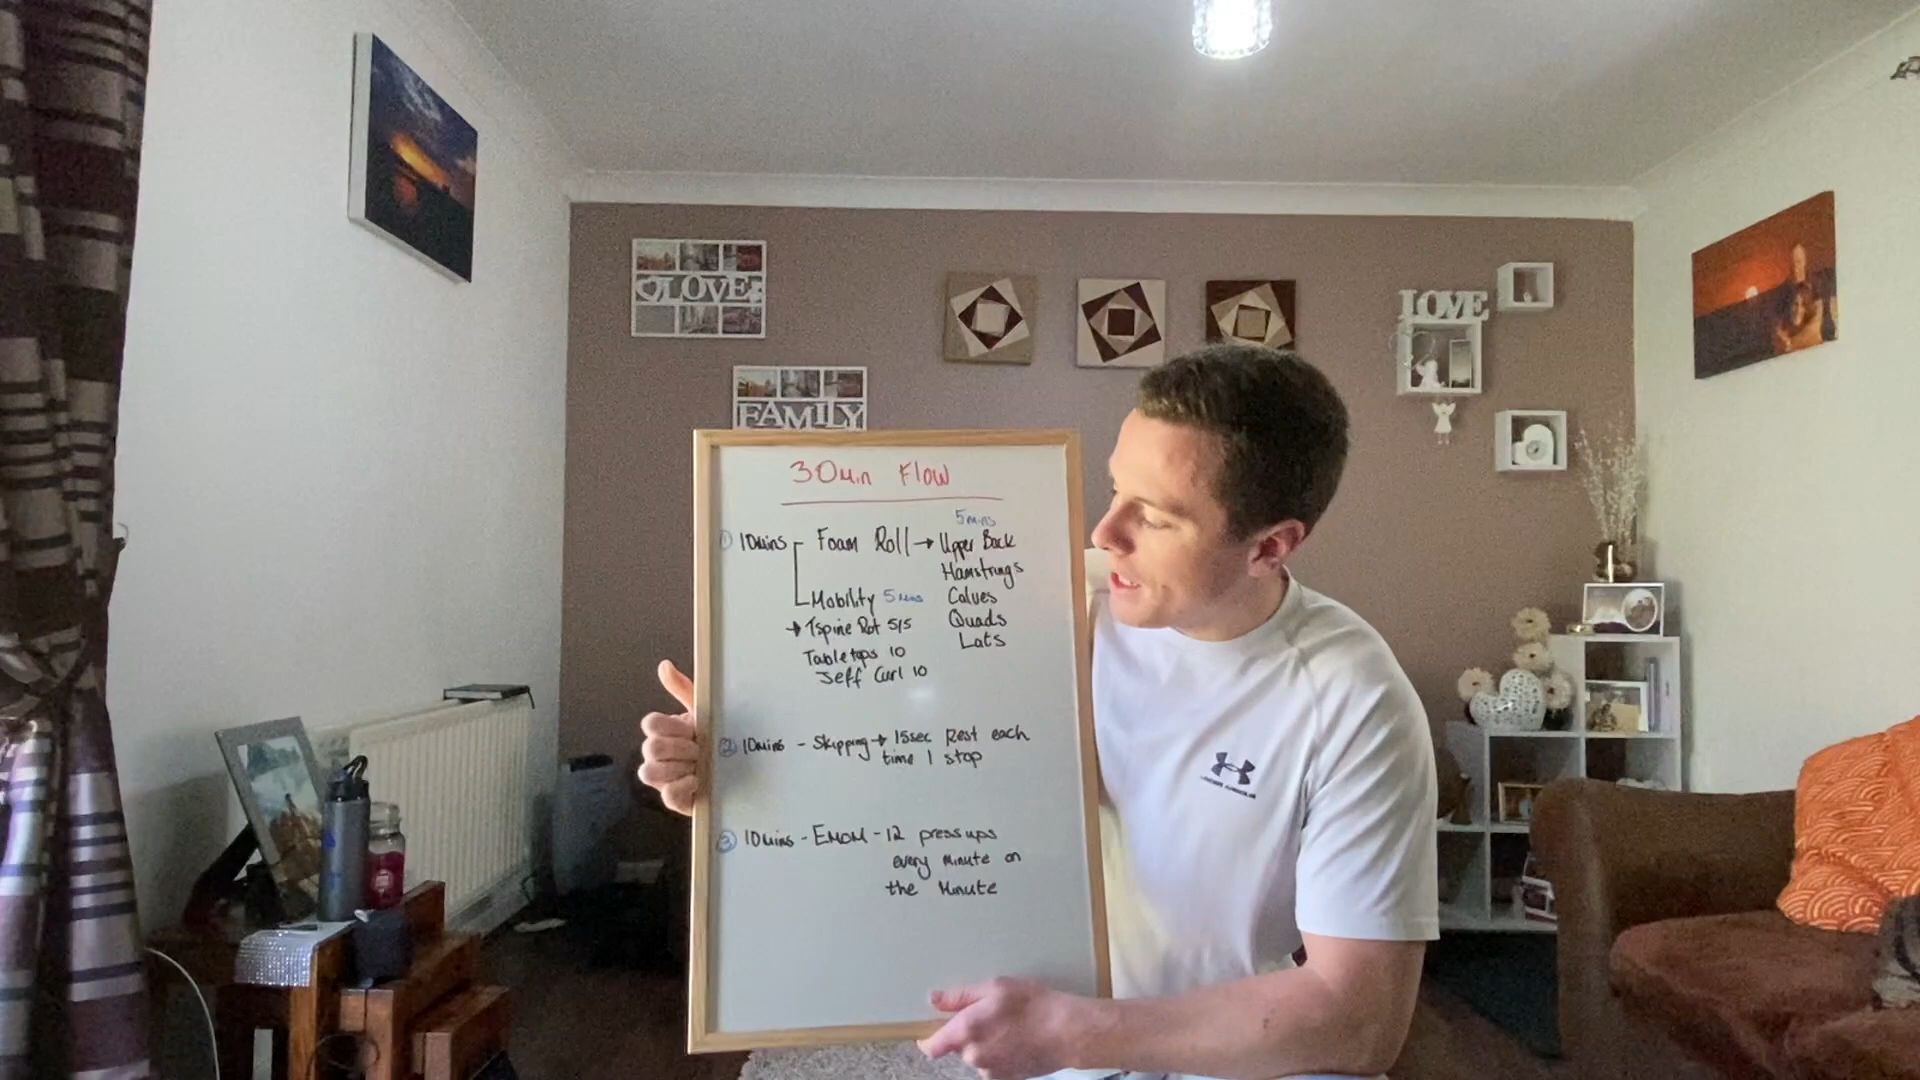 LOVE
FAMILY
LOVE
30min Flow
5mins
① 10mins Foam Roll → Upper Back
Hamstrings
Mobility 5mins Calves
→ Tspine Rot 5/5 Quads
Lats
Tabletops 10
Jeff Curl 10
② 10mins - Skipping → 15sec Rest each
time I stop
③ 10mins - EMOM - 12 press ups
every minute on
the Minute
UNDER ARMOUR